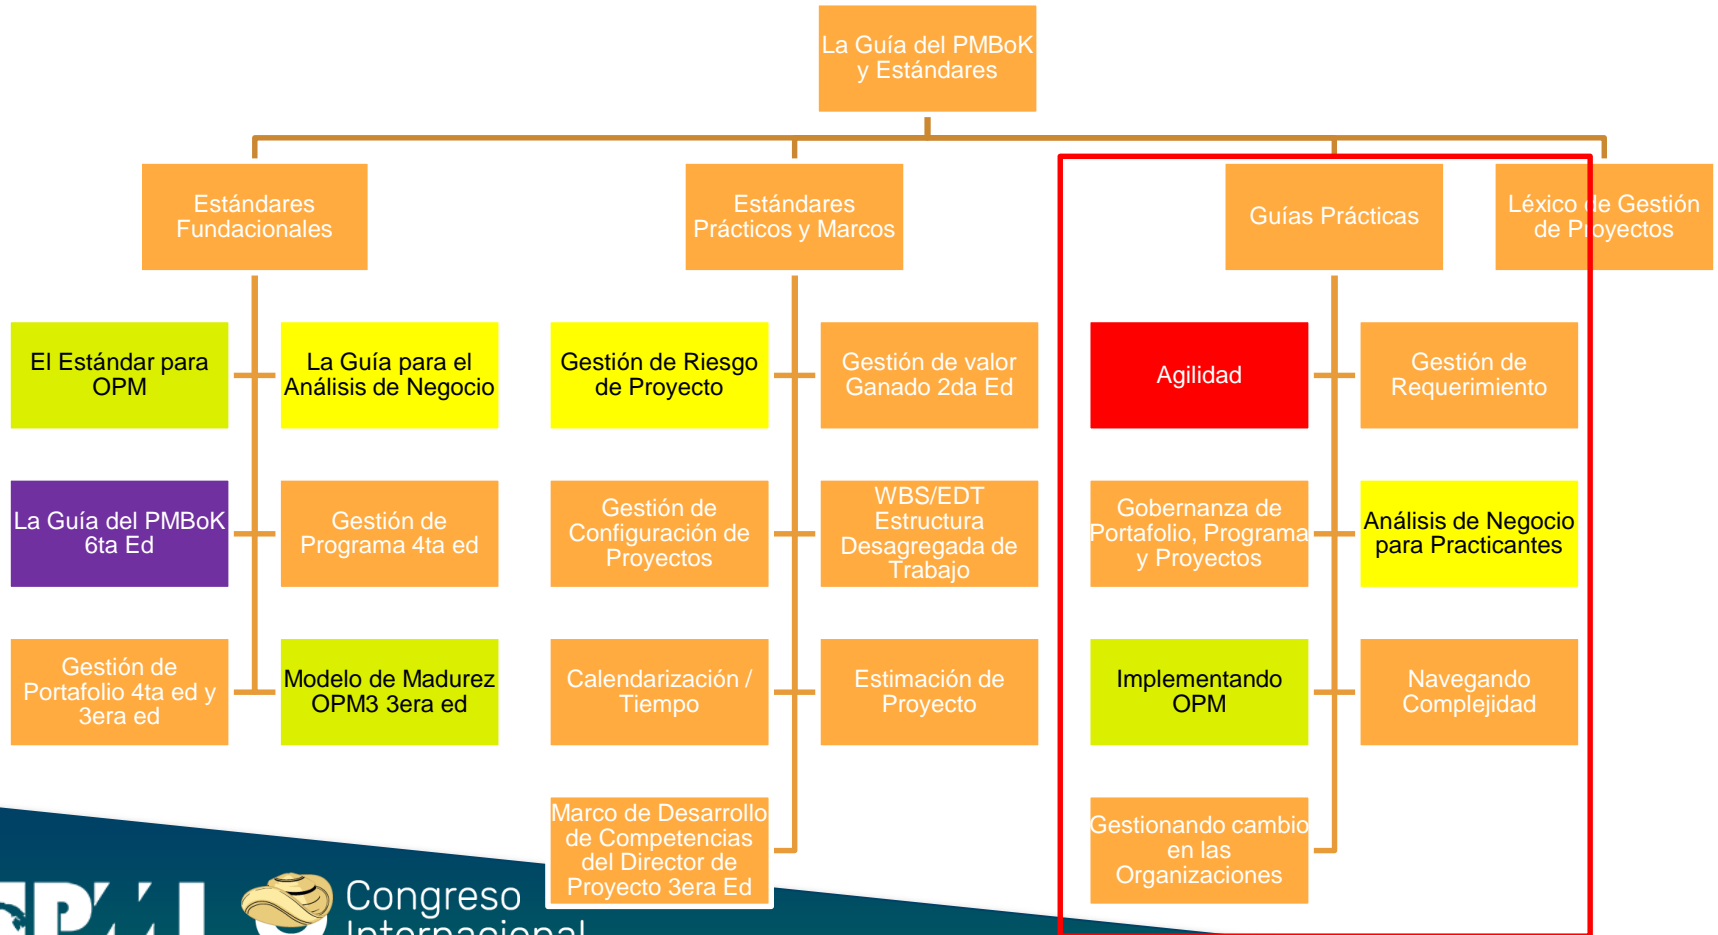 La Guía del PMBoK
y Estándares
Estándares
Fundacionales
Estándares
Prácticos y Marcos
Guías Prácticas
Léxico de Gestión
de Proyectos
El Estándar para
OPM
La Guía para el
Análisis de Negocio
Gestión de Riesgo
de Proyecto
Gestión de valor
Ganado 2da Ed
Agilidad
Gestión de
Requerimiento
La Guía del PMBoK
6ta Ed
Gestión de
Programa 4ta ed
Gestión de
Configuración de
Proyectos
WBS/EDT
Estructura
Desagregada de
Trabajo
Gobernanza de
Portafolio, Programa
y Proyectos
Análisis de Negocio
para Practicantes
Gestión de
Portafolio 4ta ed y
3era ed
Modelo de Madurez
OPM3 3era ed
Calendarización /
Tiempo
Estimación de
Proyecto
Implementando
OPM
Navegando
Complejidad
Marco de Desarrollo
de Competencias
del Director de
Proyecto 3era Ed
Gestionando cambio
en las
Organizaciones
Congreso
Internacional